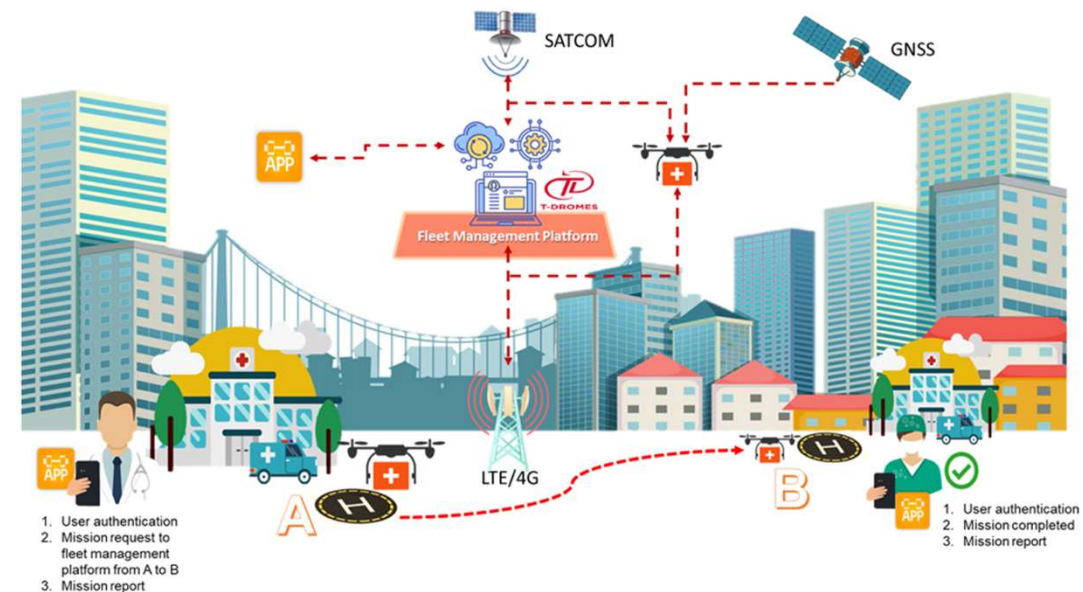 SATCOM
GNSS
APP
T-DROMES
Fleet Management Platform
H
A
LTE/4G
B
H
APP
1. User authentication
2. Mission request to
fleet management
platform from A to B
3. Mission report
APP
1. User authentication
2. Mission completed
3. Mission report